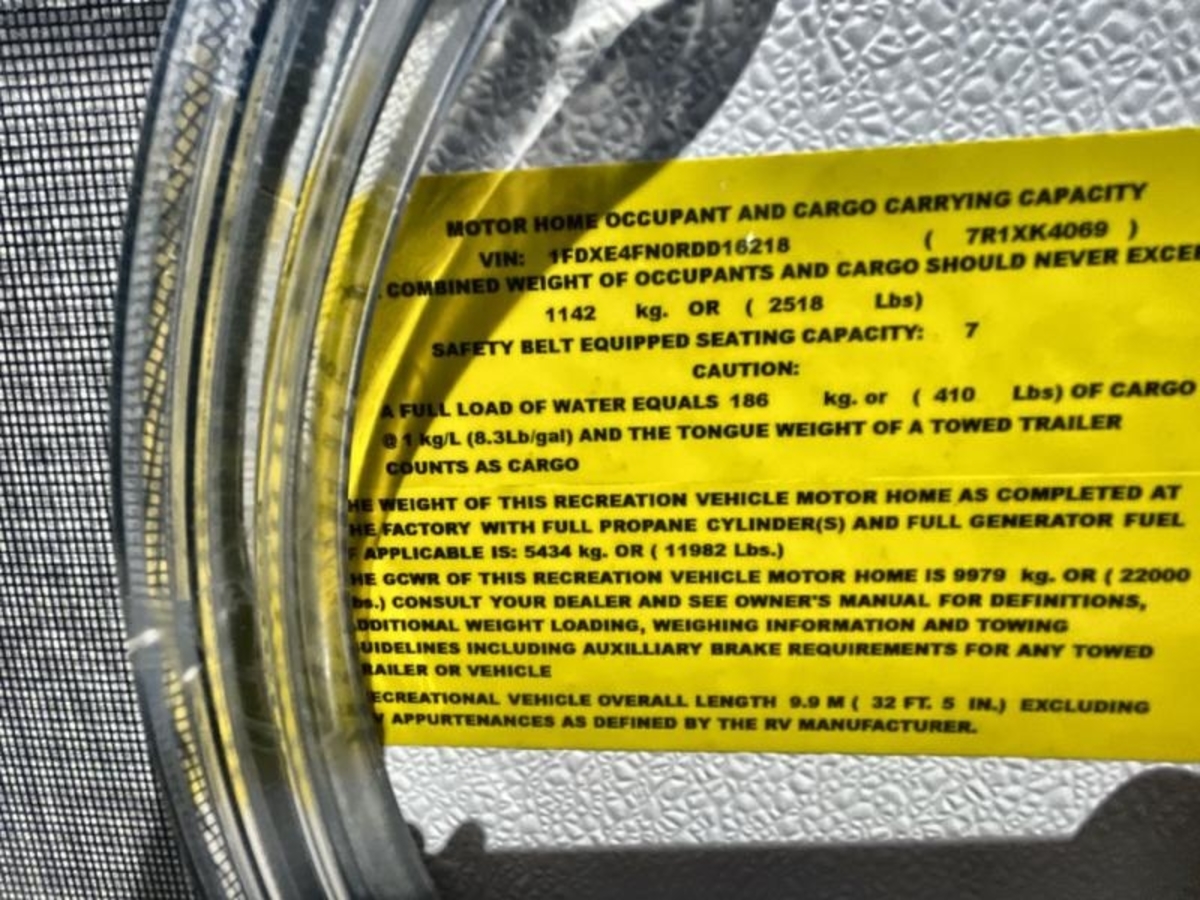 MOTOR HOME OCCUPANT AND CARGO CARRYING CAPACITY
VIN: 1FDXE4FN0RDD16218 ( 7R1XK4069 )
COMBINED WEIGHT OF OCCUPANTS AND CARGO SHOULD NEVER EXCEE
1142 kg. OR ( 2518 Lbs)
SAFETY BELT EQUIPPED SEATING CAPACITY: 7
CAUTION:
A FULL LOAD OF WATER EQUALS 186 kg. or ( 410 Lbs) OF CARGO
@ 1 kg/L (8.3Lb/gal) AND THE TONGUE WEIGHT OF A TOWED TRAILER
COUNTS AS CARGO
HE WEIGHT OF THIS RECREATION VEHICLE MOTOR HOME AS COMPLETED AT
HE FACTORY WITH FULL PROPANE CYLINDER(S) AND FULL GENERATOR FUEL
F APPLICABLE IS: 5434 kg. OR ( 11982 Lbs.)
HE GCWR OF THIS RECREATION VEHICLE MOTOR HOME IS 9979 kg. OR ( 22000
bs.) CONSULT YOUR DEALER AND SEE OWNER'S MANUAL FOR DEFINITIONS,
DDITIONAL WEIGHT LOADING, WEIGHING INFORMATION AND TOWING
UIDELINES INCLUDING AUXILLIARY BRAKE REQUIREMENTS FOR ANY TOWED
RAILER OR VEHICLE
ECREATIONAL VEHICLE OVERALL LENGTH 9.9 M ( 32 FT. 5 IN.) EXCLUDING
Y APPURTENANCES AS DEFINED BY THE RV MANUFACTURER.